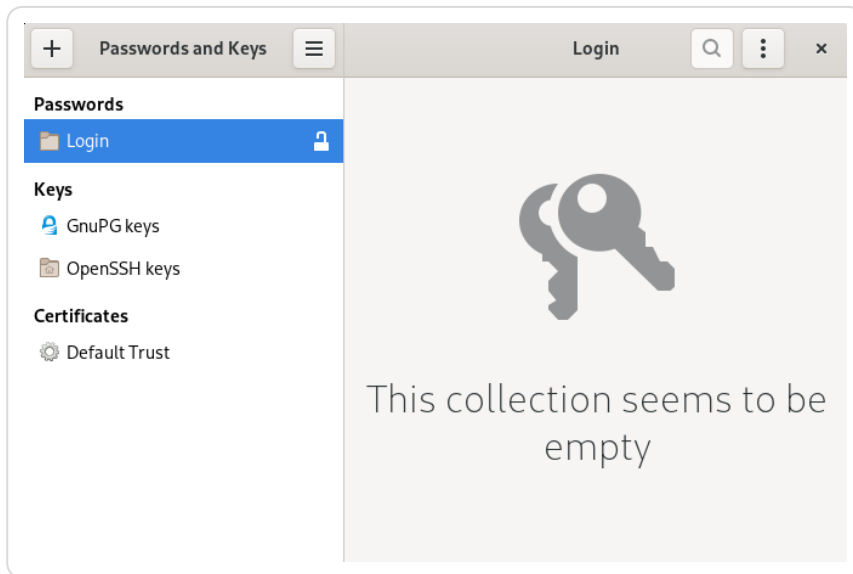 Passwords and Keys
Login
Passwords
Login
Keys
GnuPG keys
OpenSSH keys
Certificates
Default Trust
This collection seems to be
empty